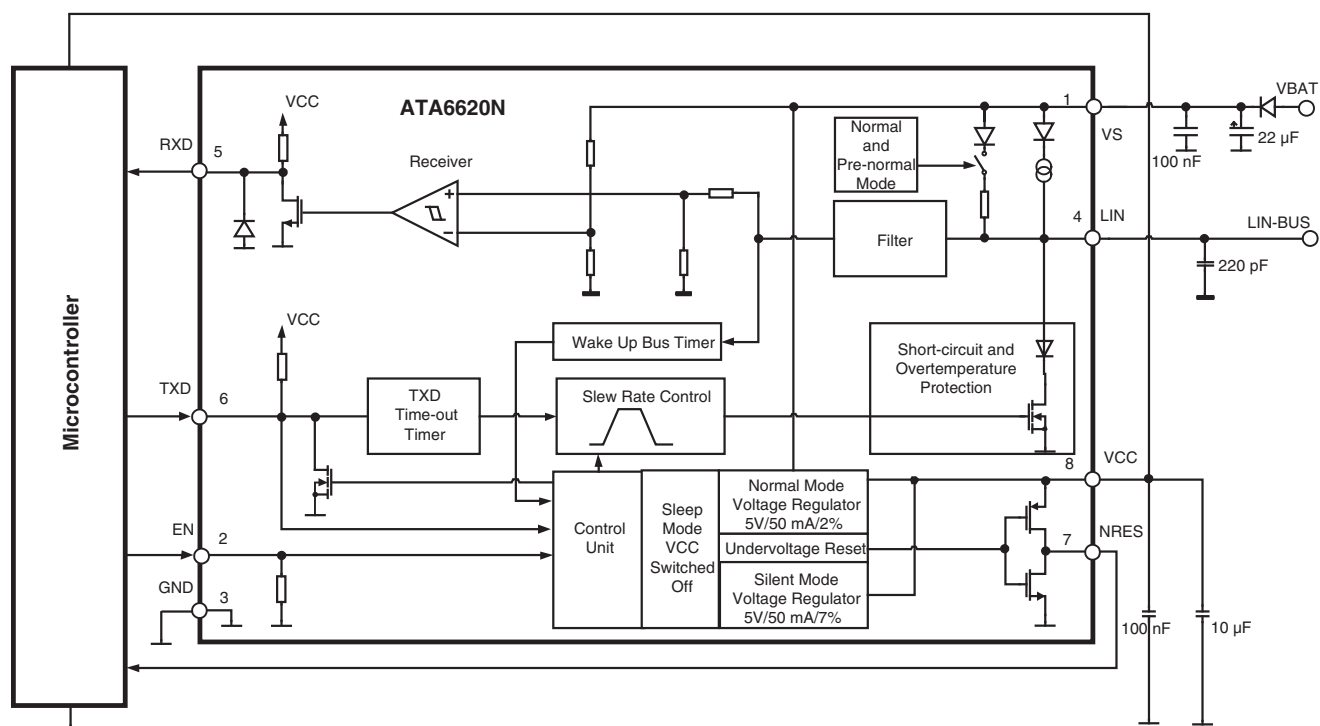 Microcontroller
ATA6620N
VCC
RXD
5
Receiver
Normal
and
Pre-normal
Mode
1
VS
VBAT
100 nF
22 µF
Filter
4
LIN
LIN-BUS
220 pF
VCC
Wake Up Bus Timer
Short-circuit and
Overtemperature
Protection
TXD
6
TXD
Time-out
Timer
Slew Rate Control
8
VCC
EN
2
Control
Unit
Sleep
Mode
VCC
Switched
Off
Normal Mode
Voltage Regulator
5V/50 mA/2%
Undervoltage Reset
Silent Mode
Voltage Regulator
5V/50 mA/7%
7
NRES
GND
3
100 nF
10 µF